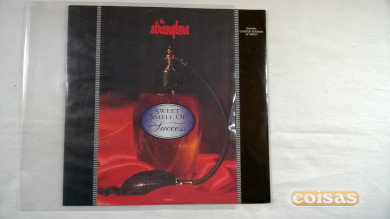 the
stranglers
SWEET
SMELL OF
Success
coisas